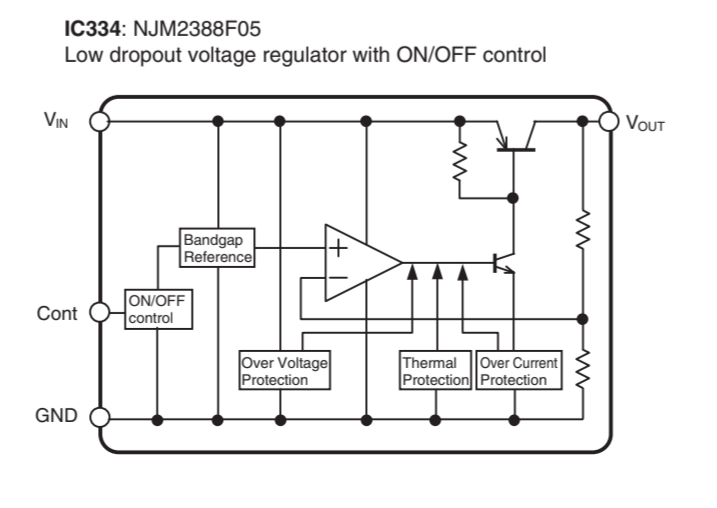 IC334: NJM2388F05
Low dropout voltage regulator with ON/OFF control
VIN
VOUT
Bandgap
Reference
+
−
ON/OFF
control
Cont
Over Voltage
Protection
Thermal
Protection
Over Current
Protection
GND